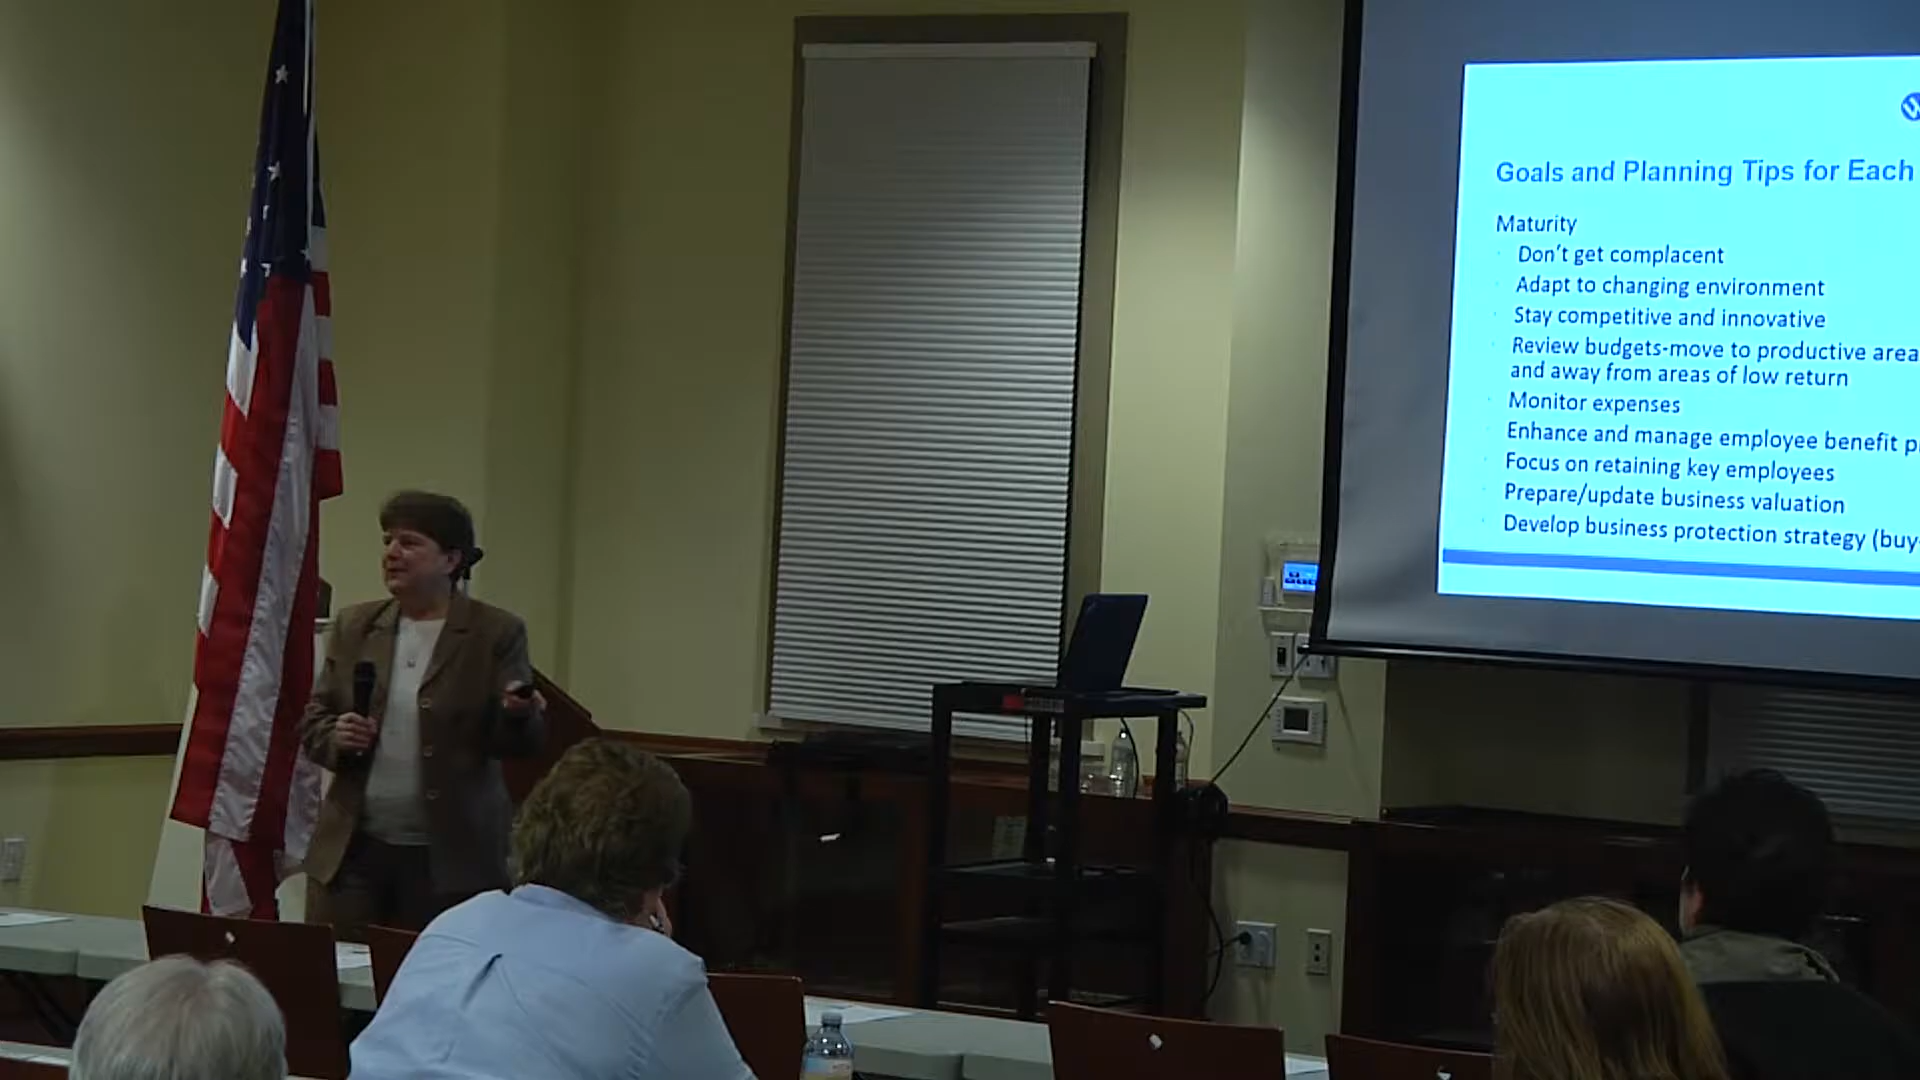 Goals and Planning Tips for Each
Maturity
Don't get complacent
Adapt to changing environment
Stay competitive and innovative
Review budgets-move to productive area
and away from areas of low return
Monitor expenses
Enhance and manage employee benefit p
Focus on retaining key employees
Prepare/update business valuation
Develop business protection strategy (buy-